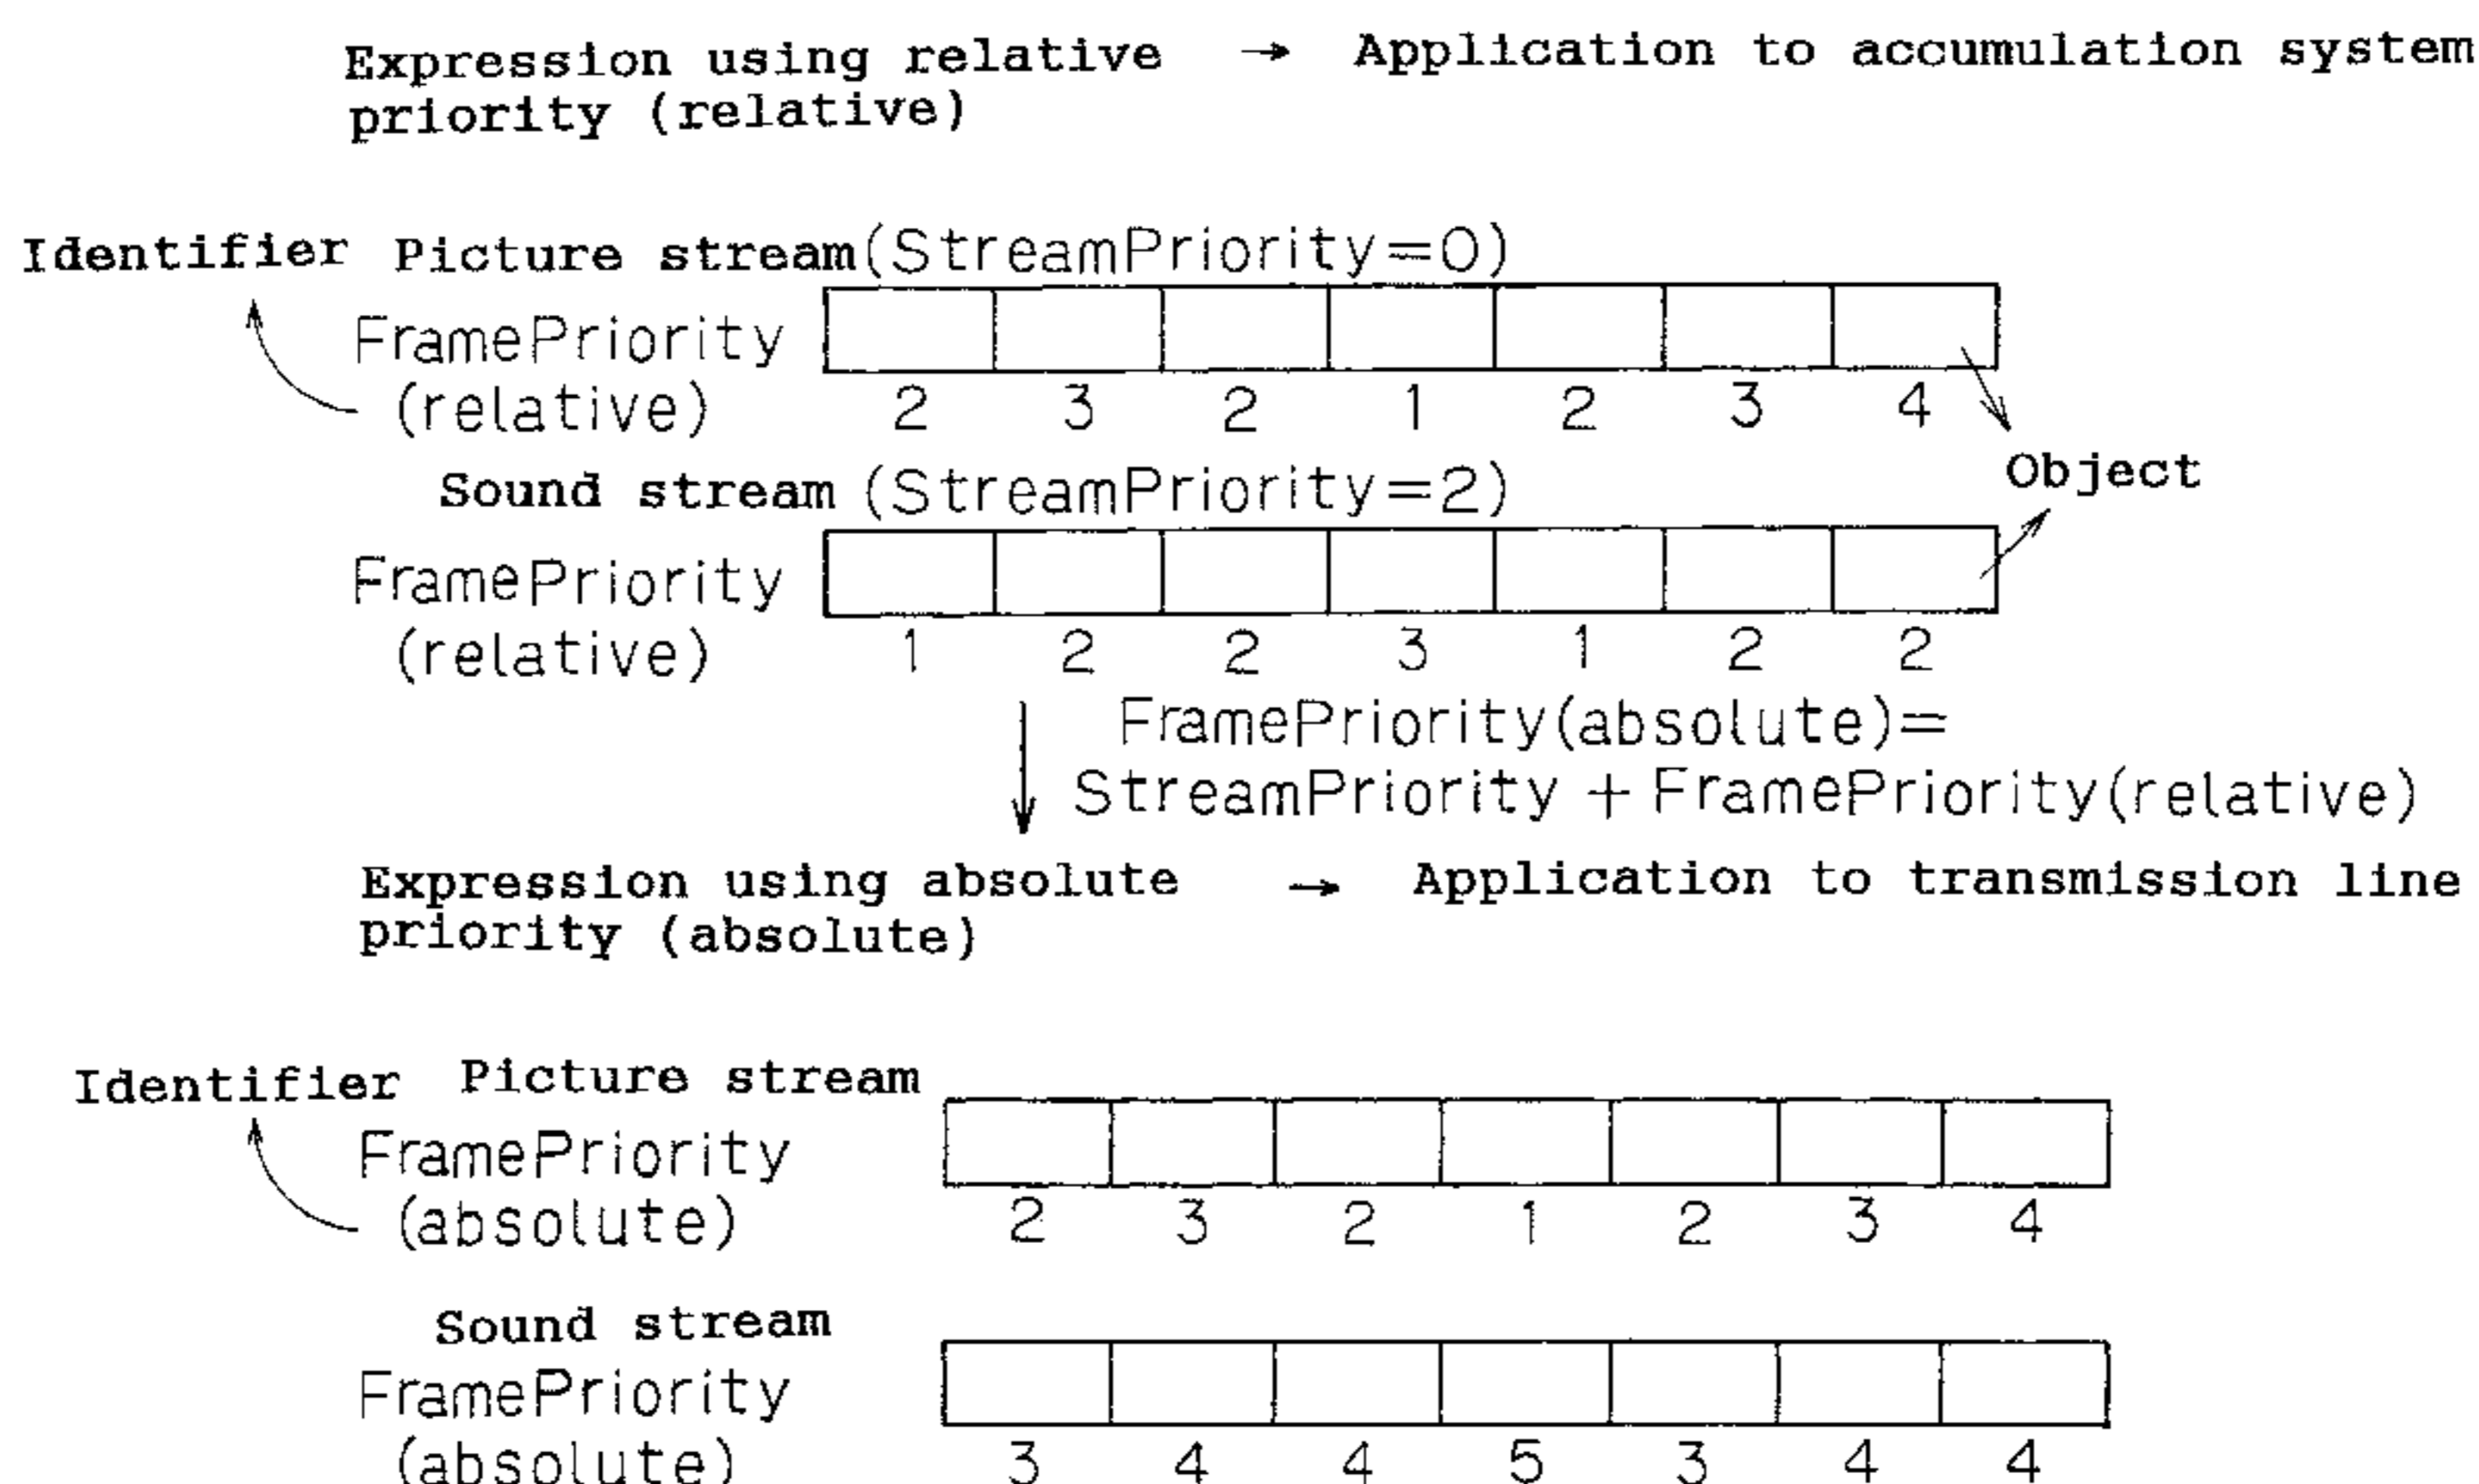 Expression using relative → Application to accumulation system
priority (relative)
Identifier Picture stream (StreamPriority=0)
FramePriority
(relative) 2 3 2 1 2 3 4
Object
Sound stream (StreamPriority=2)
FramePriority
(relative) 1 2 2 3 1 2 2
FramePriority(absolute)=
StreamPriority + FramePriority(relative)
Expression using absolute → Application to transmission line
priority (absolute)
Identifier Picture stream
FramePriority
(absolute) 2 3 2 1 2 3 4
Sound stream
FramePriority
(absolute) 3 4 4 5 3 4 4